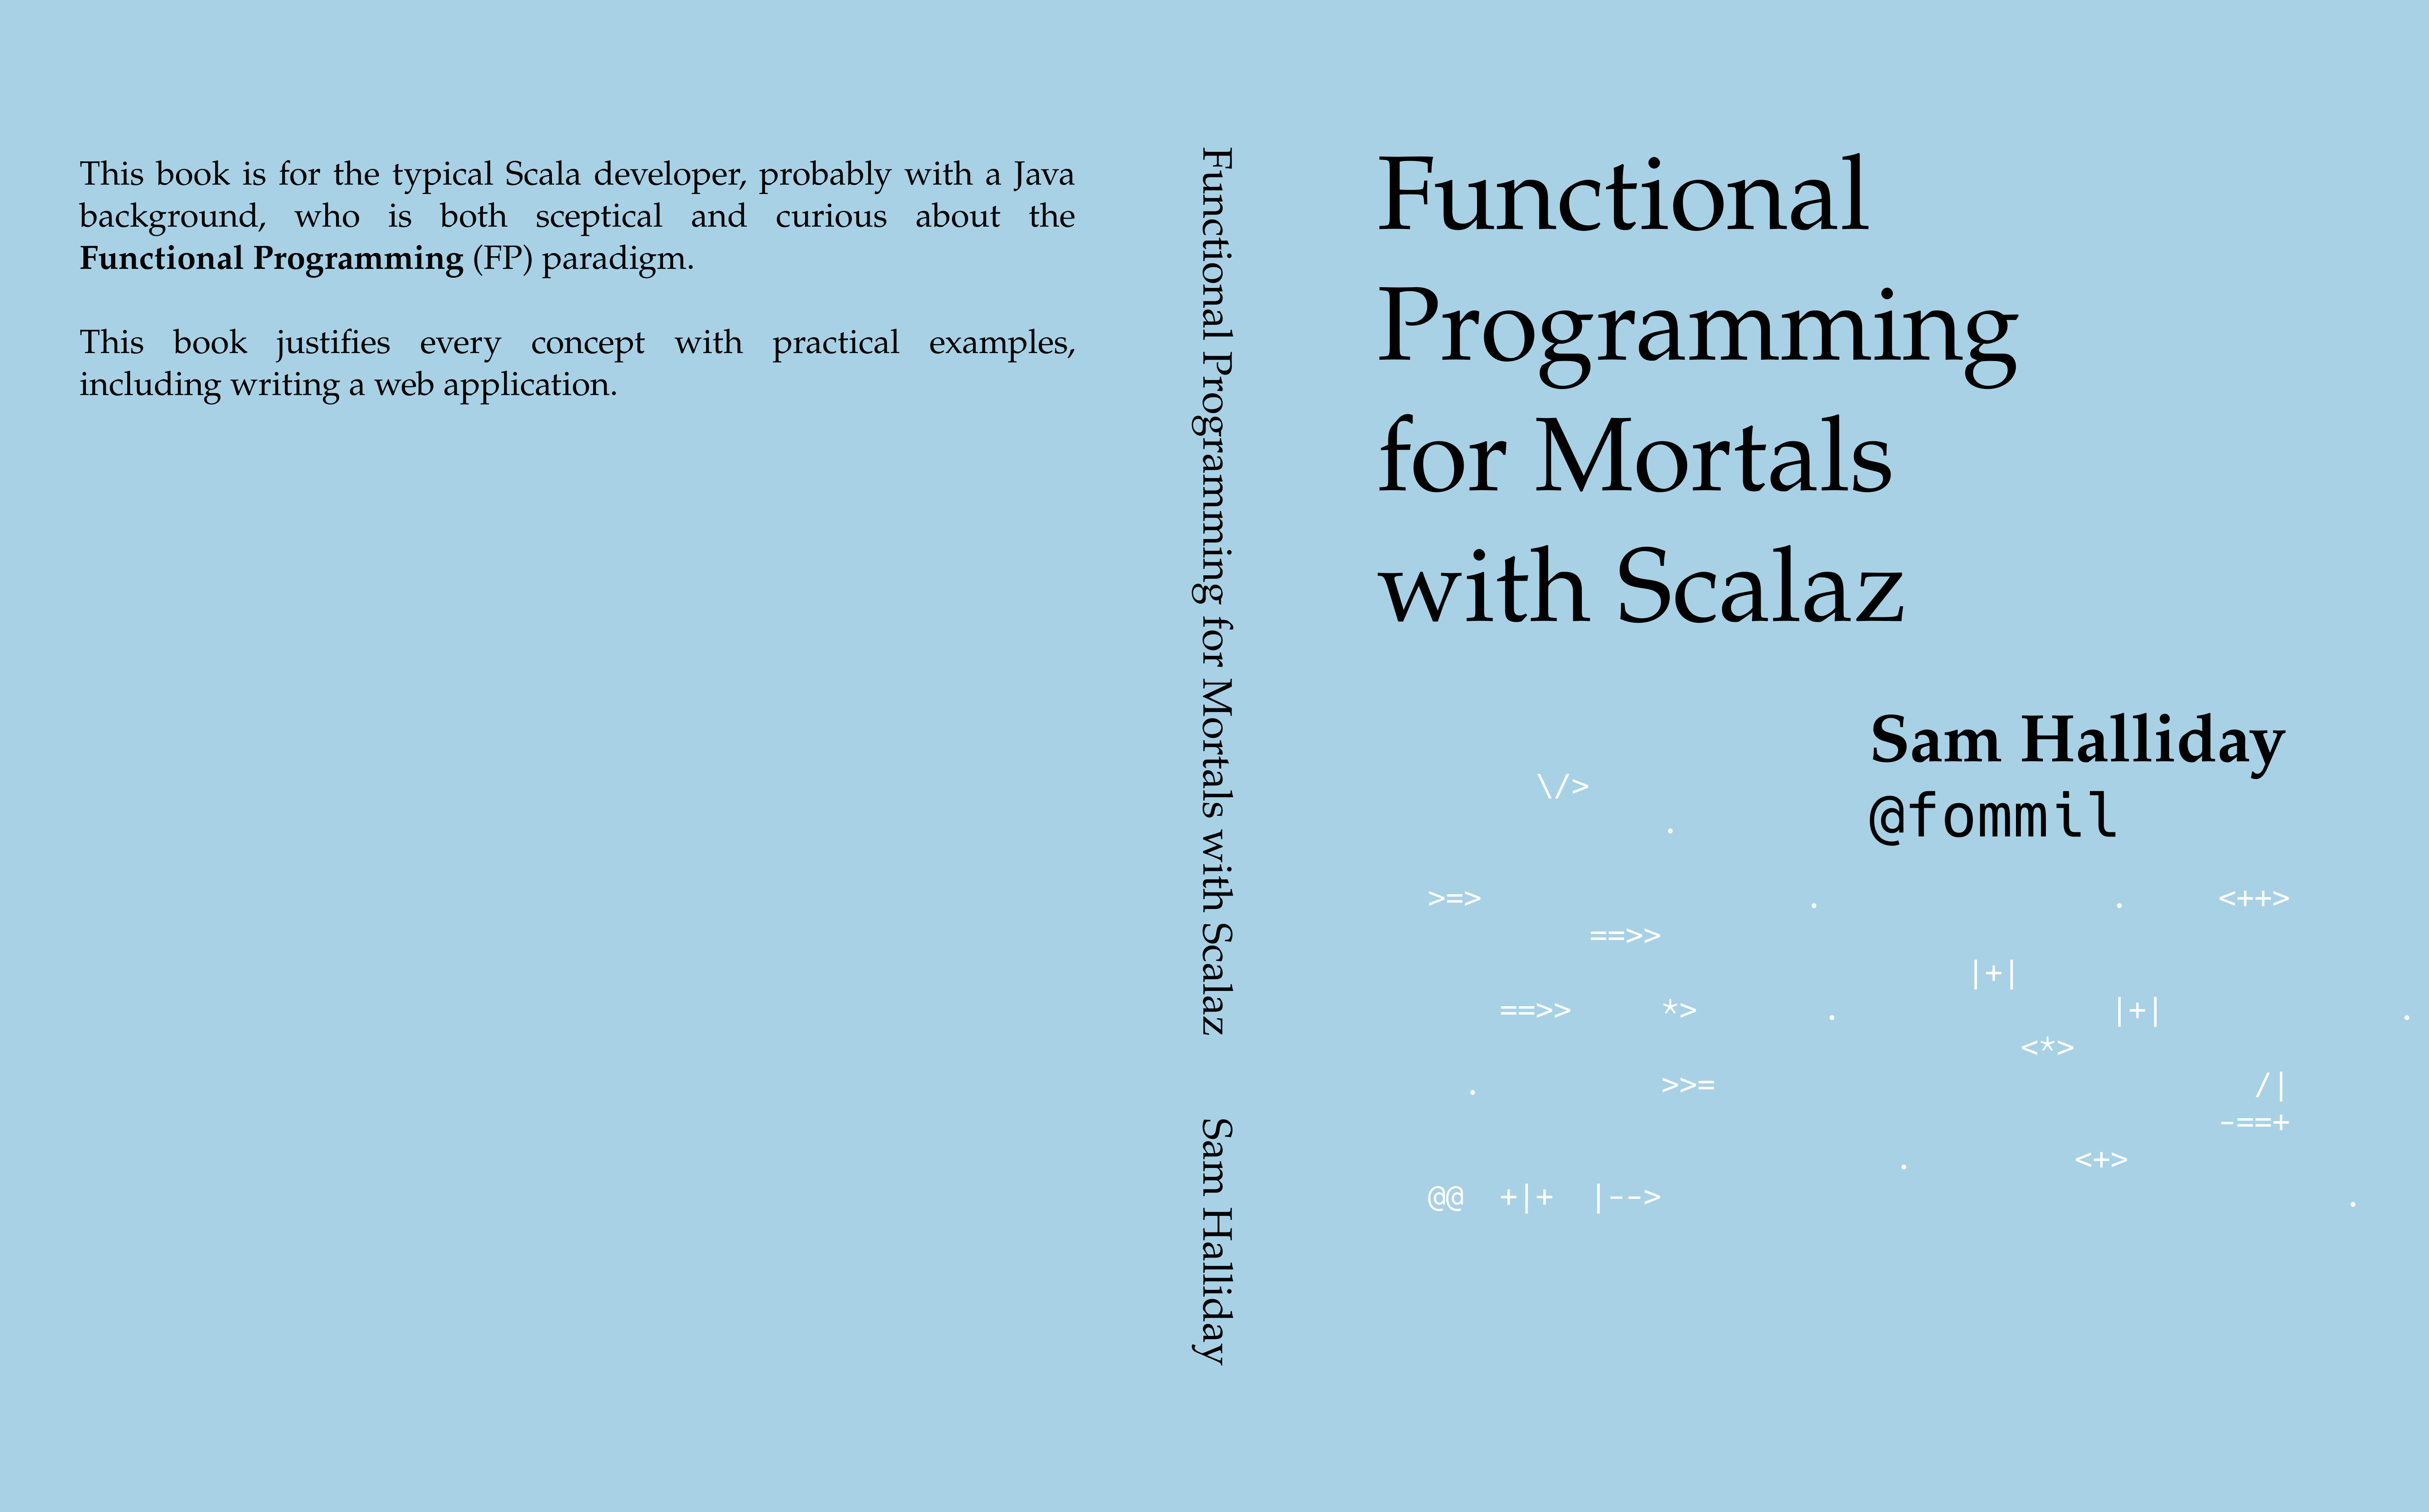 This book is for the typical Scala developer, probably with a Java
background, who is both sceptical and curious about the
Functional Programming (FP) paradigm.
This book justifies every concept with practical examples,
including writing a web application.
Functional Programming for Mortals with Scalaz Sam Halliday
Functional
Programming
for Mortals
with Scalaz
Sam Halliday
@fommil
\/>
.
>=> . . <++>
==>>
|+|
==>> *> . |+| .
<*>
. >>= /|
-==+
. <+>
@@ +|+ |-->
.